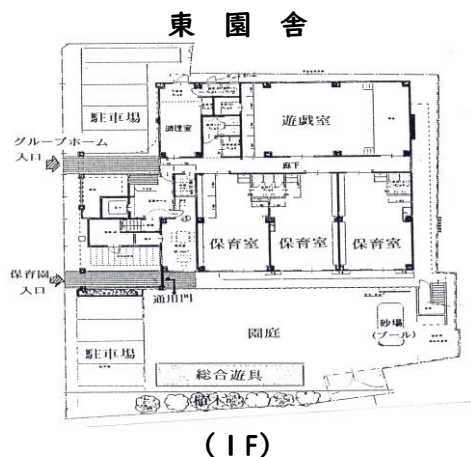 東園舎
駐車場
調理室
遊戯室
グループホーム
入口
廊下
保育室
保育室
保育室
保育園
入口
通用門
園庭
砂場
(プール)
駐車場
総合遊具
植木
(1F)